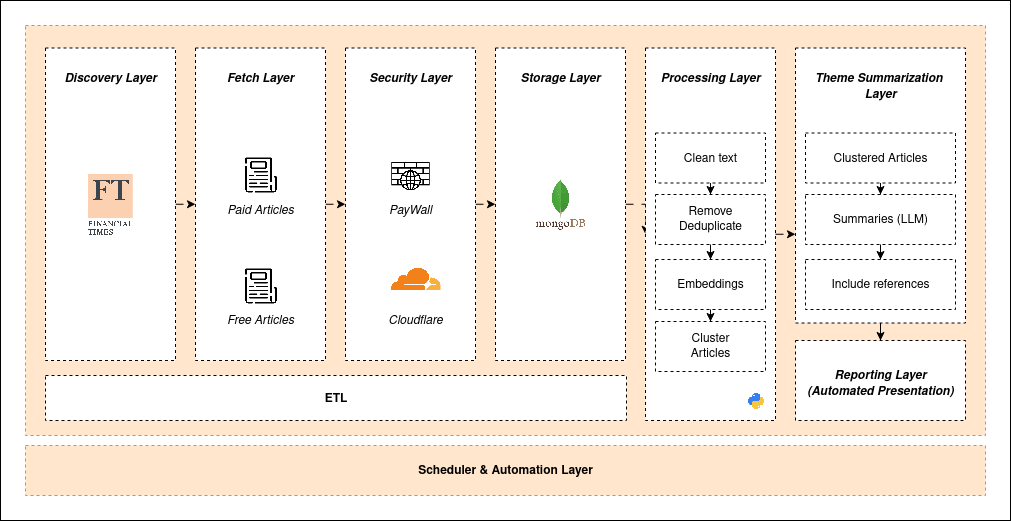 Discovery Layer
FT
FINANCIAL
TIMES
Fetch Layer
Paid Articles
Free Articles
Security Layer
PayWall
Cloudflare
Storage Layer
mongoDB
ETL
Processing Layer
Clean text
Remove
Deduplicate
Embeddings
Cluster
Articles
Theme Summarization
Layer
Clustered Articles
Summaries (LLM)
Include references
Reporting Layer
(Automated Presentation)
Scheduler & Automation Layer